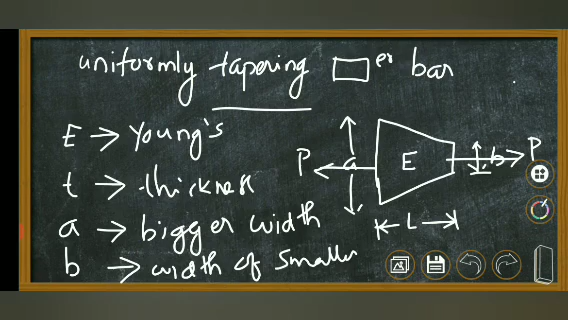 uniformly tapering er bar
E → Young's
t → thickness
a → bigger width
b → width of smaller
P a E b P
L